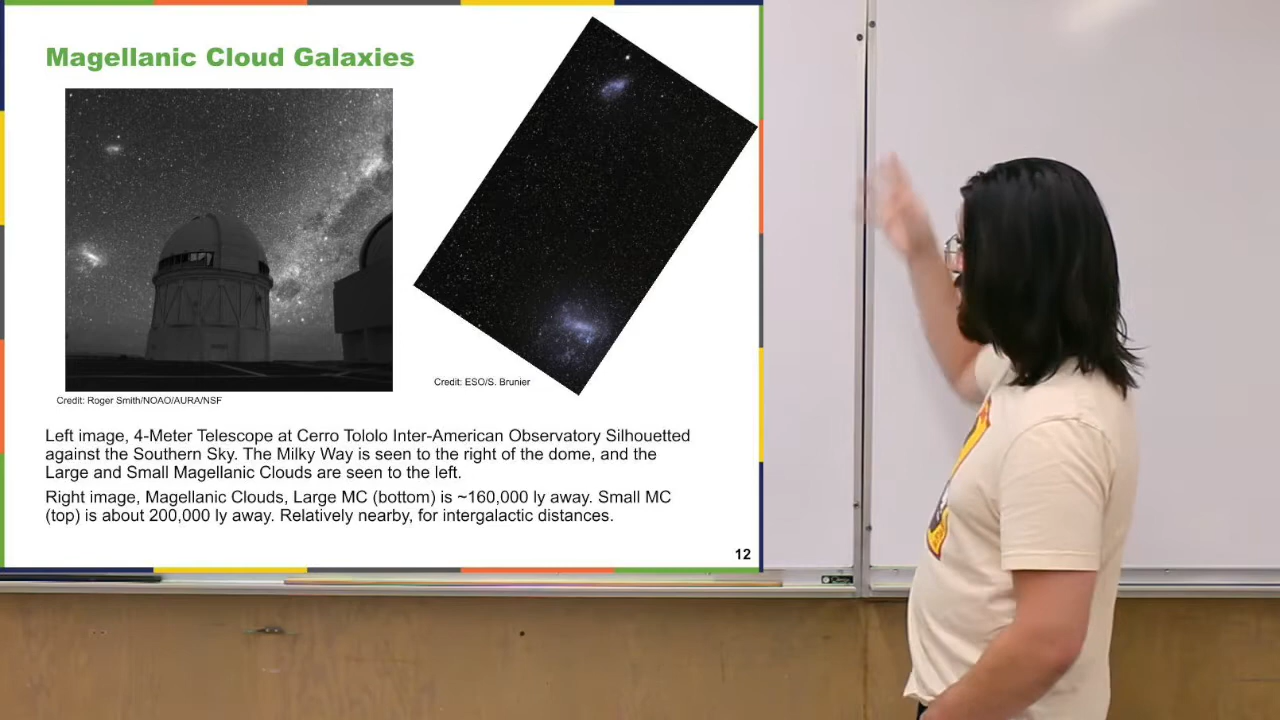 Magellanic Cloud Galaxies
Credit: ESO/S. Brunier
Credit: Roger Smith/NOAO/AURA/NSF
Left image, 4-Meter Telescope at Cerro Tololo Inter-American Observatory Silhouetted
against the Southern Sky. The Milky Way is seen to the right of the dome, and the
Large and Small Magellanic Clouds are seen to the left.
Right image, Magellanic Clouds, Large MC (bottom) is ~160,000 ly away. Small MC
(top) is about 200,000 ly away. Relatively nearby, for intergalactic distances.
12